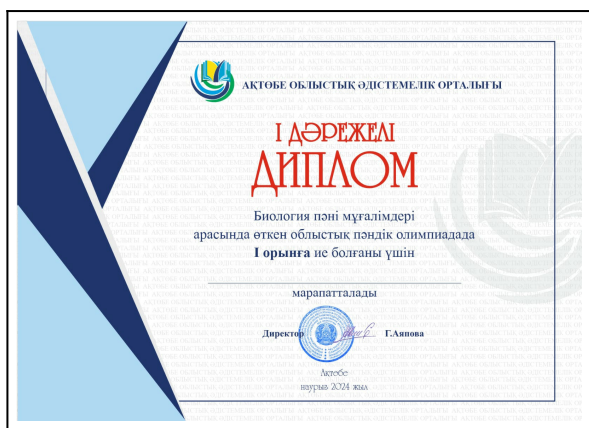 АҚТӨБЕ ОБЛЫСТЫҚ ӘДІСТЕМЕЛІК ОРТАЛЫҒЫ
І ДӘРЕЖЕЛІ
ДИПЛОМ
Биология пәні мұғалімдері
арасында өткен облыстық пәндік олимпиадада
І орынға ие болғаны үшін
марапатталады
Директор Г.Аяпова
Ақтөбе
наурыз 2024 жыл